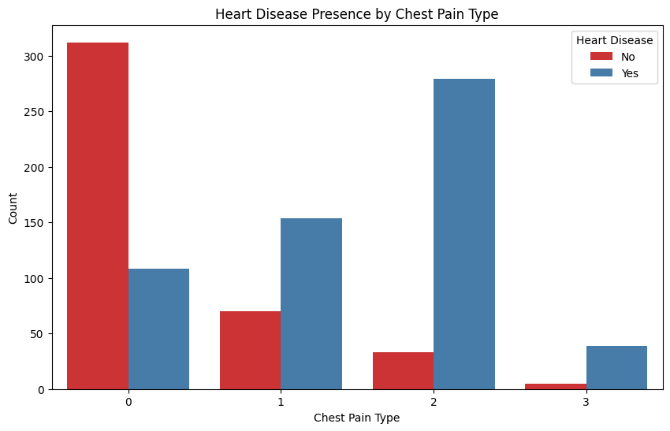 Heart Disease Presence by Chest Pain Type
Heart Disease
No
Yes
300
250
200
150
100
50
0
Count
0 1 2 3
Chest Pain Type